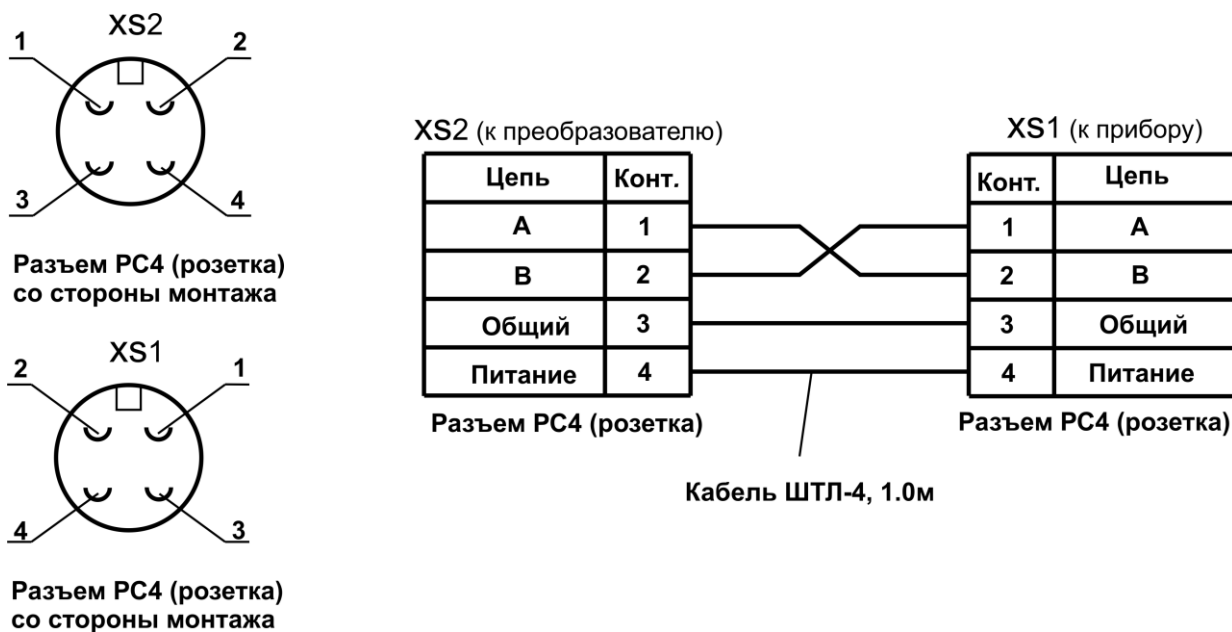 XS2
1 2
3 4
Разъем РС4 (розетка)
со стороны монтажа
XS1
2 1
4 3
Разъем РС4 (розетка)
со стороны монтажа
XS2 (к преобразователю)
Цепь Конт.
А 1
В 2
Общий 3
Питание 4
Разъем РС4 (розетка)
XS1 (к прибору)
Конт. Цепь
1 А
2 В
3 Общий
4 Питание
Разъем РС4 (розетка)
Кабель ШТЛ-4, 1.0м